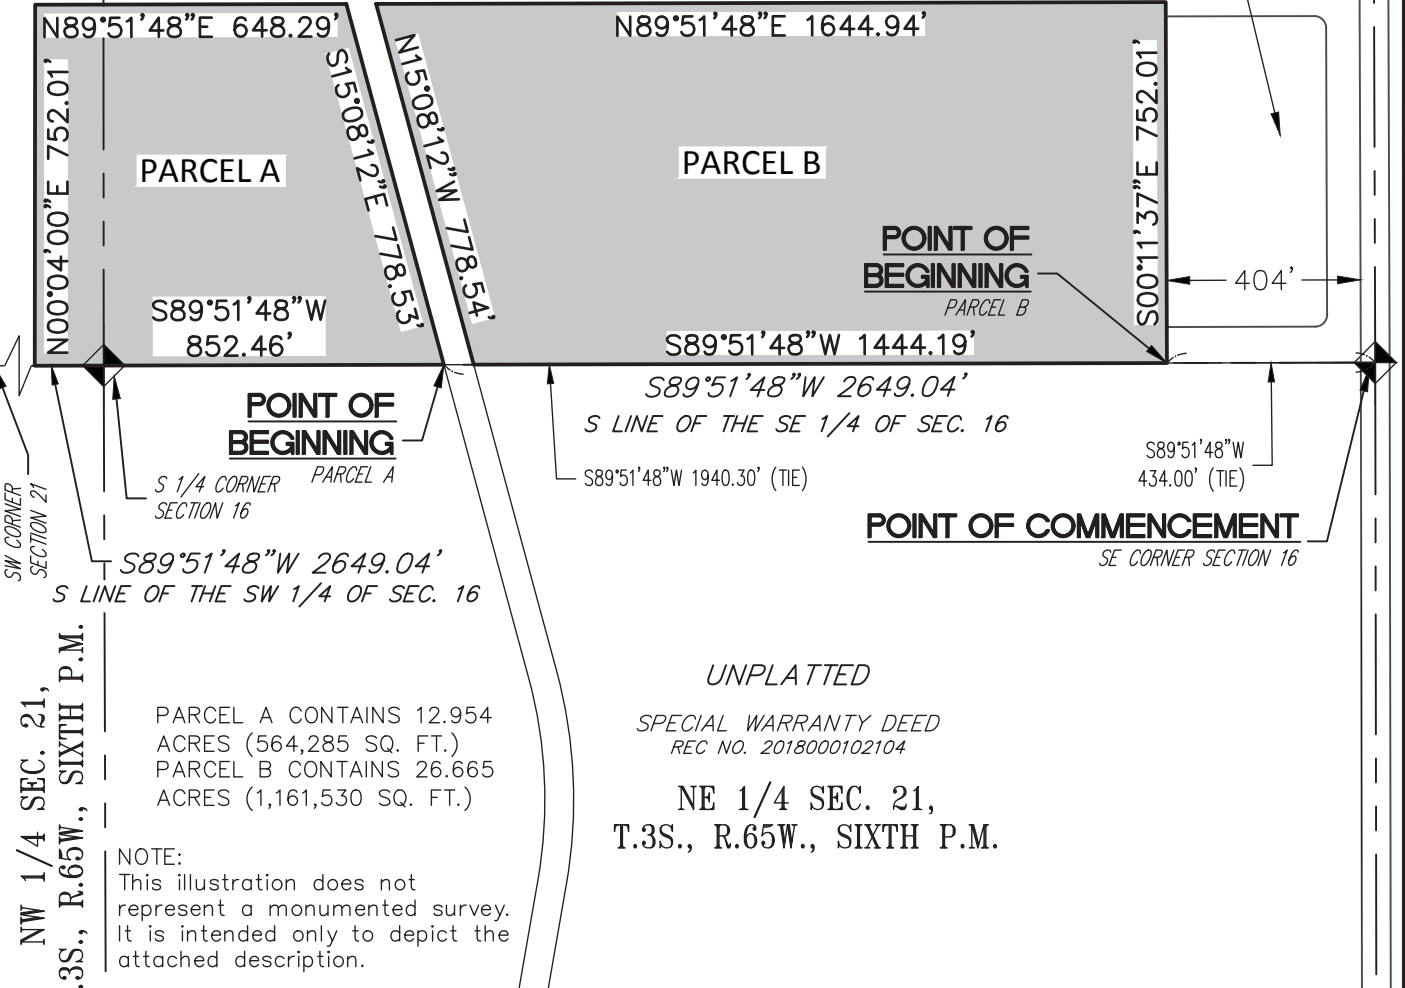 N89°51'48"E 648.29'
N89°51'48"E 1644.94'
N00°04'00"E 752.01'
S15°08'12"E 778.53'
N15°08'12"W 778.54'
S00°11'37"E 752.01'
PARCEL A
PARCEL B
POINT OF
BEGINNING
PARCEL B
404'
S89°51'48"W
852.46'
S89°51'48"W 1444.19'
S89°51'48"W 2649.04'
S LINE OF THE SE 1/4 OF SEC. 16
POINT OF
BEGINNING
PARCEL A
S 1/4 CORNER
SECTION 16
S89°51'48"W 1940.30' (TIE)
S89°51'48"W
434.00' (TIE)
SW CORNER
SECTION 21
POINT OF COMMENCEMENT
SE CORNER SECTION 16
S89°51'48"W 2649.04'
S LINE OF THE SW 1/4 OF SEC. 16
NW 1/4 SEC. 21,
.3S., R.65W., SIXTH P.M.
UNPLATTED
SPECIAL WARRANTY DEED
REC NO. 2018000102104
NE 1/4 SEC. 21,
T.3S., R.65W., SIXTH P.M.
PARCEL A CONTAINS 12.954
ACRES (564,285 SQ. FT.)
PARCEL B CONTAINS 26.665
ACRES (1,161,530 SQ. FT.)
NOTE:
This illustration does not
represent a monumented survey.
It is intended only to depict the
attached description.